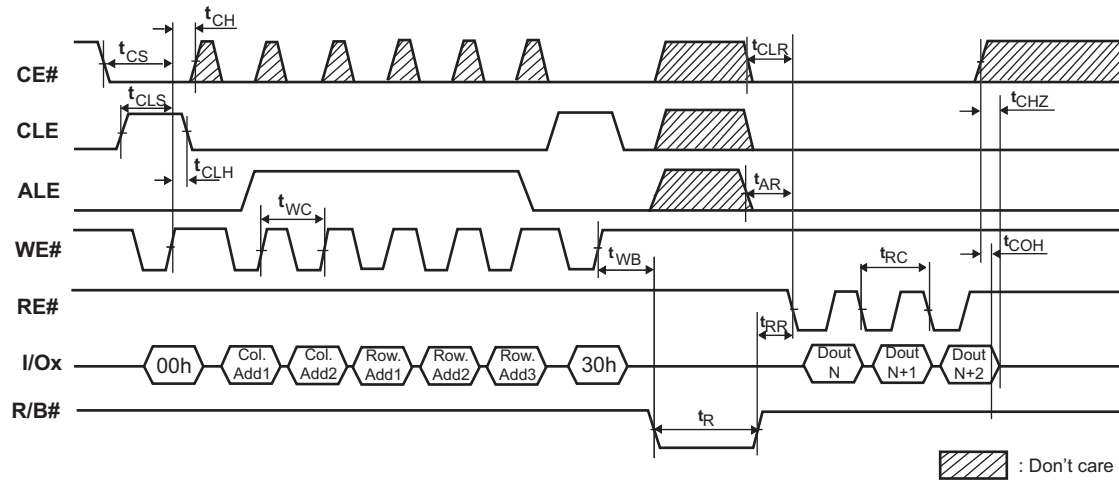 tCH
tCS
tCLR
CE#
tCHZ
tCLS
CLE
tCLH
tAR
ALE
tWC
WE#
tWB
tCOH
tRC
RE#
tRR
I/Ox
00h
Col. Add1
Col. Add2
Row. Add1
Row. Add2
Row. Add3
30h
Dout N
Dout N+1
Dout N+2
R/B#
tR
: Don't care